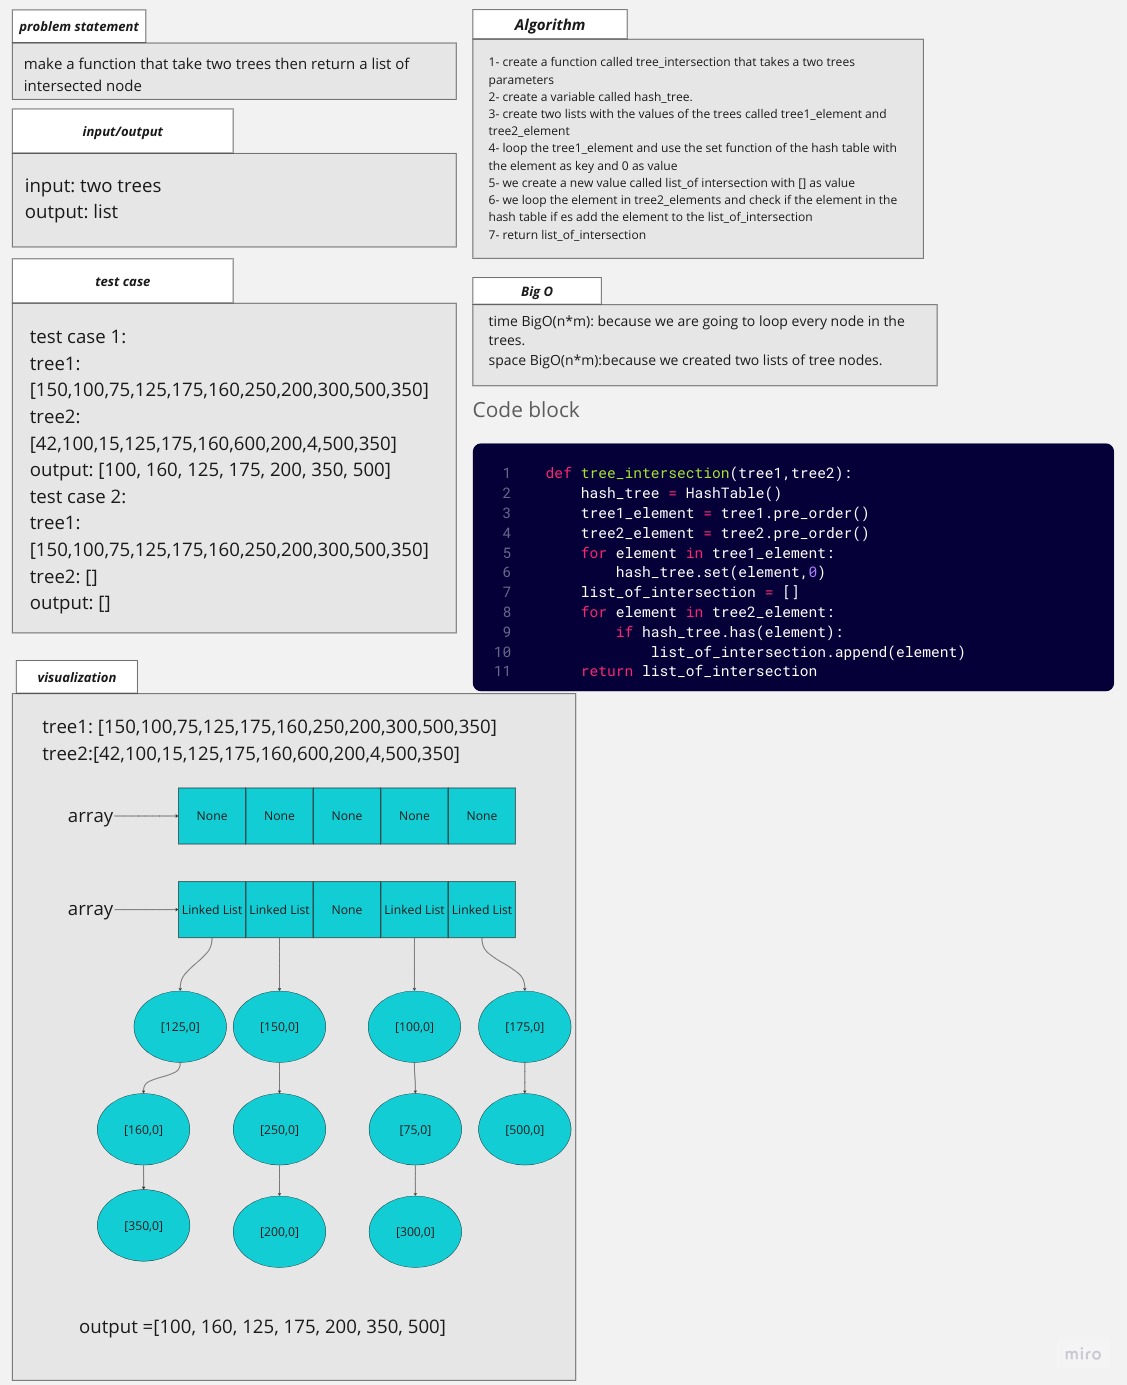 problem statement
make a function that take two trees then return a list of
intersected node
input/output
input: two trees
output: list
test case
test case 1:
tree1:
[150,100,75,125,175,160,250,200,300,500,350]
tree2:
[42,100,15,125,175,160,600,200,4,500,350]
output: [100, 160, 125, 175, 200, 350, 500]
test case 2:
tree1:
[150,100,75,125,175,160,250,200,300,500,350]
tree2: []
output: []
Algorithm
1- create a function called tree_intersection that takes a two trees
parameters
2- create a variable called hash_tree.
3- create two lists with the values of the trees called tree1_element and
tree2_element
4- loop the tree1_element and use the set function of the hash table with
the element as key and 0 as value
5- we create a new value called list_of intersection with [] as value
6- we loop the element in tree2_elements and check if the element in the
hash table if es add the element to the list_of_intersection
7- return list_of_intersection
Big O
time BigO(n*m): because we are going to loop every node in the
trees.
space BigO(n*m):because we created two lists of tree nodes.
Code block
1 def tree_intersection(tree1,tree2):
2 hash_tree = HashTable()
3 tree1_element = tree1.pre_order()
4 tree2_element = tree2.pre_order()
5 for element in tree1_element:
6 hash_tree.set(element,0)
7 list_of_intersection = []
8 for element in tree2_element:
9 if hash_tree.has(element):
10 list_of_intersection.append(element)
11 return list_of_intersection
visualization
tree1: [150,100,75,125,175,160,250,200,300,500,350]
tree2:[42,100,15,125,175,160,600,200,4,500,350]
array None None None None None
array Linked List Linked List None Linked List Linked List
[125,0] [150,0] [100,0] [175,0]
[160,0] [250,0] [75,0] [500,0]
[350,0] [200,0] [300,0]
output =[100, 160, 125, 175, 200, 350, 500]
miro